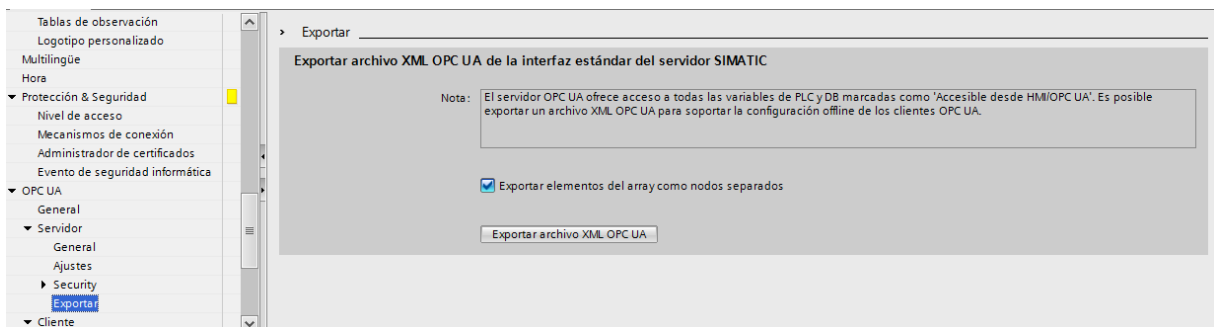 Tablas de observación
Logotipo personalizado
Multilingüe
Hora
Protección & Seguridad
Nivel de acceso
Mecanismos de conexión
Administrador de certificados
Evento de seguridad informática
OPC UA
General
Servidor
General
Ajustes
Security
Exportar
Cliente
Exportar
Exportar archivo XML OPC UA de la interfaz estándar del servidor SIMATIC
Nota: El servidor OPC UA ofrece acceso a todas las variables de PLC y DB marcadas como 'Accesible desde HMI/OPC UA'. Es posible
exportar un archivo XML OPC UA para soportar la configuración offline de los clientes OPC UA.
Exportar elementos del array como nodos separados
Exportar archivo XML OPC UA